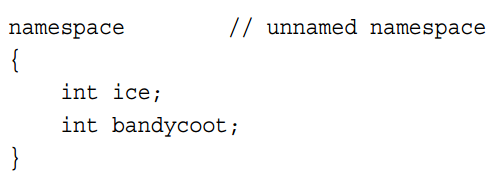 namespace        // unnamed namespace
{
    int ice;
    int bandycoot;
}